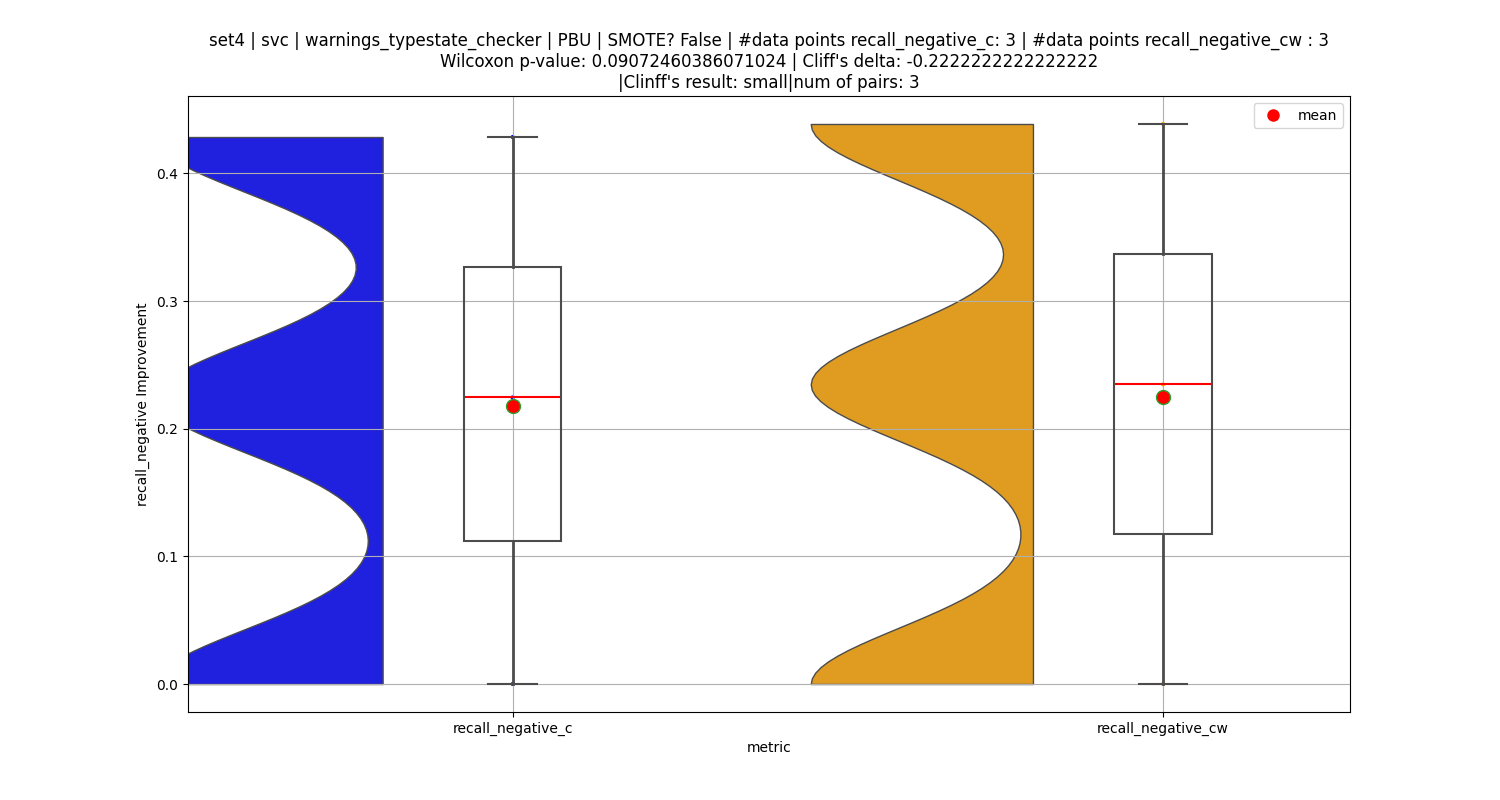 set4 | svc | warnings_typestate_checker | PBU | SMOTE? False | #data points recall_negative_c: 3 | #data points recall_negative_cw : 3
Wilcoxon p-value: 0.09072460386071024 | Cliff's delta: -0.2222222222222222
|Clinff's result: small|num of pairs: 3
mean
0.4
0.3
0.2
0.1
0.0
recall_negative Improvement
recall_negative_c
recall_negative_cw
metric